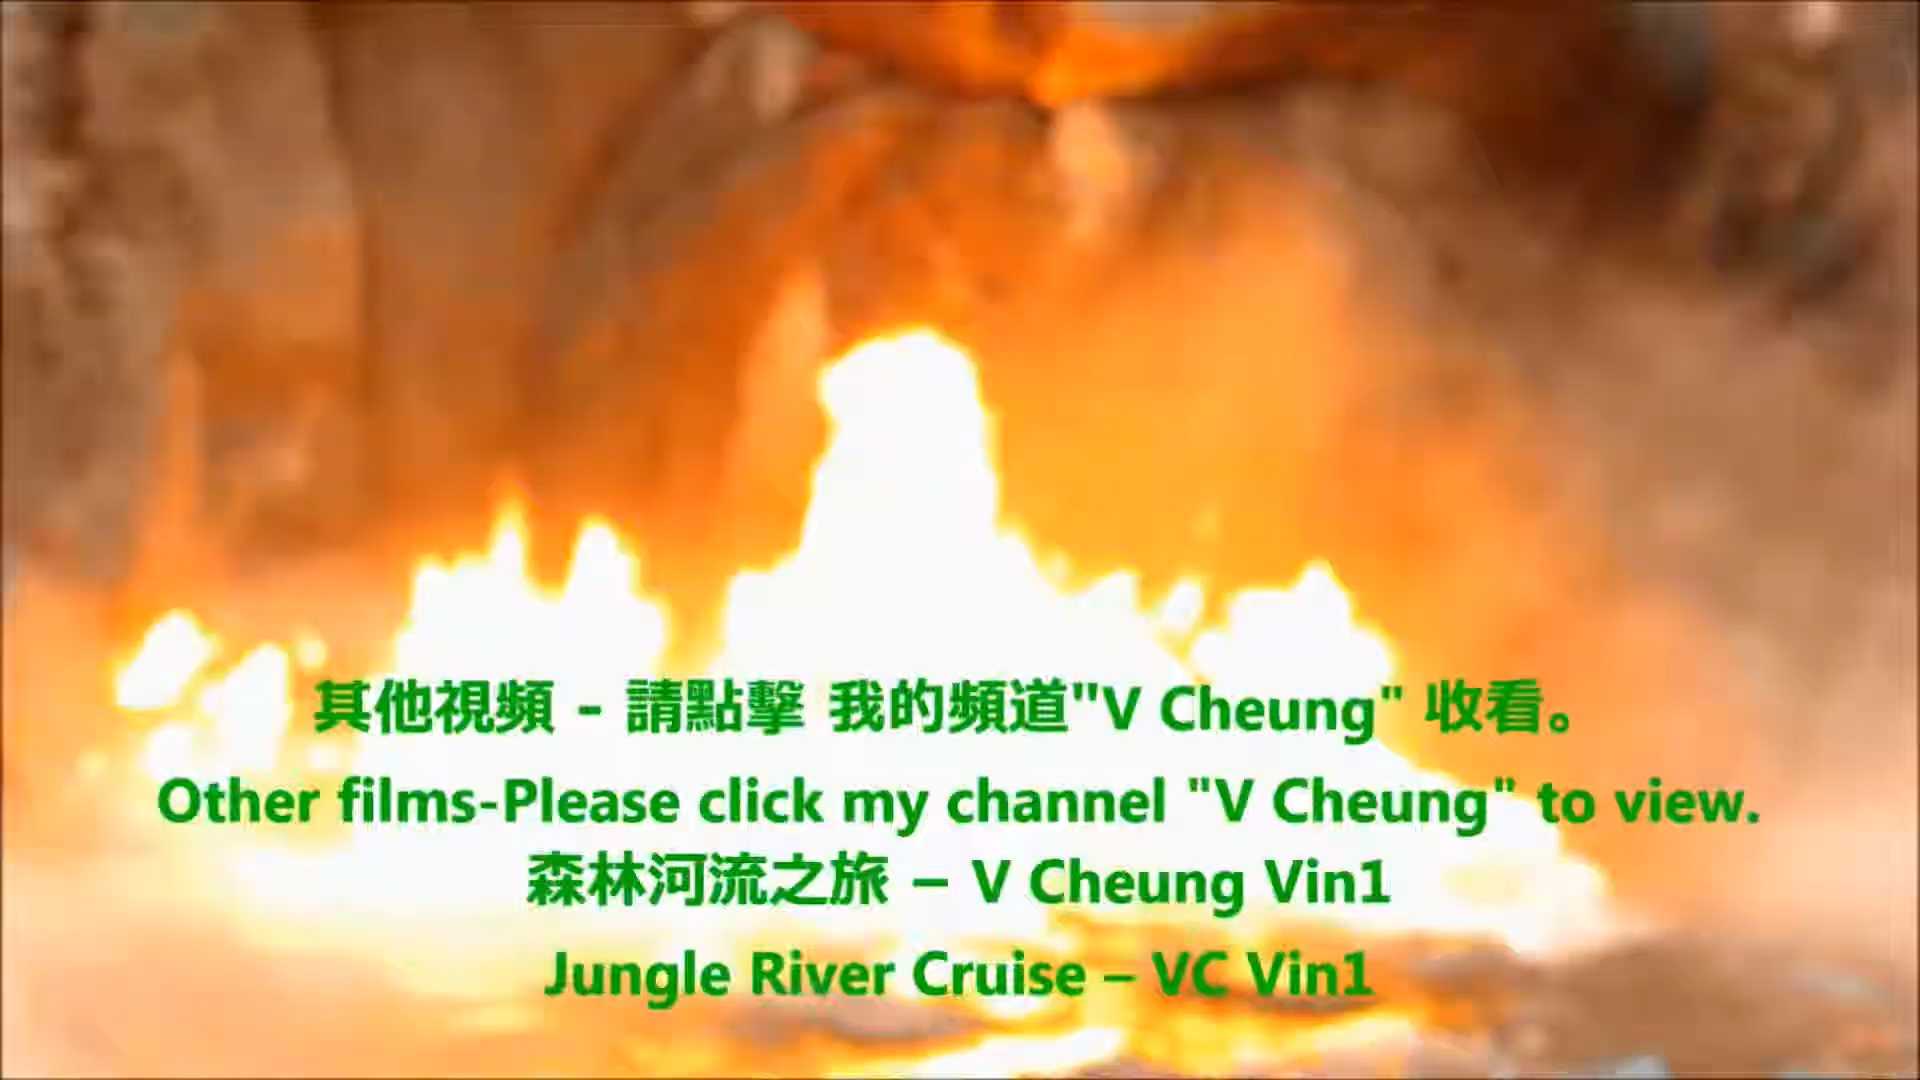 其他視頻 - 請點擊 我的頻道"V Cheung" 收看。
Other films-Please click my channel "V Cheung" to view.
森林河流之旅 – V Cheung Vin1
Jungle River Cruise – VC Vin1